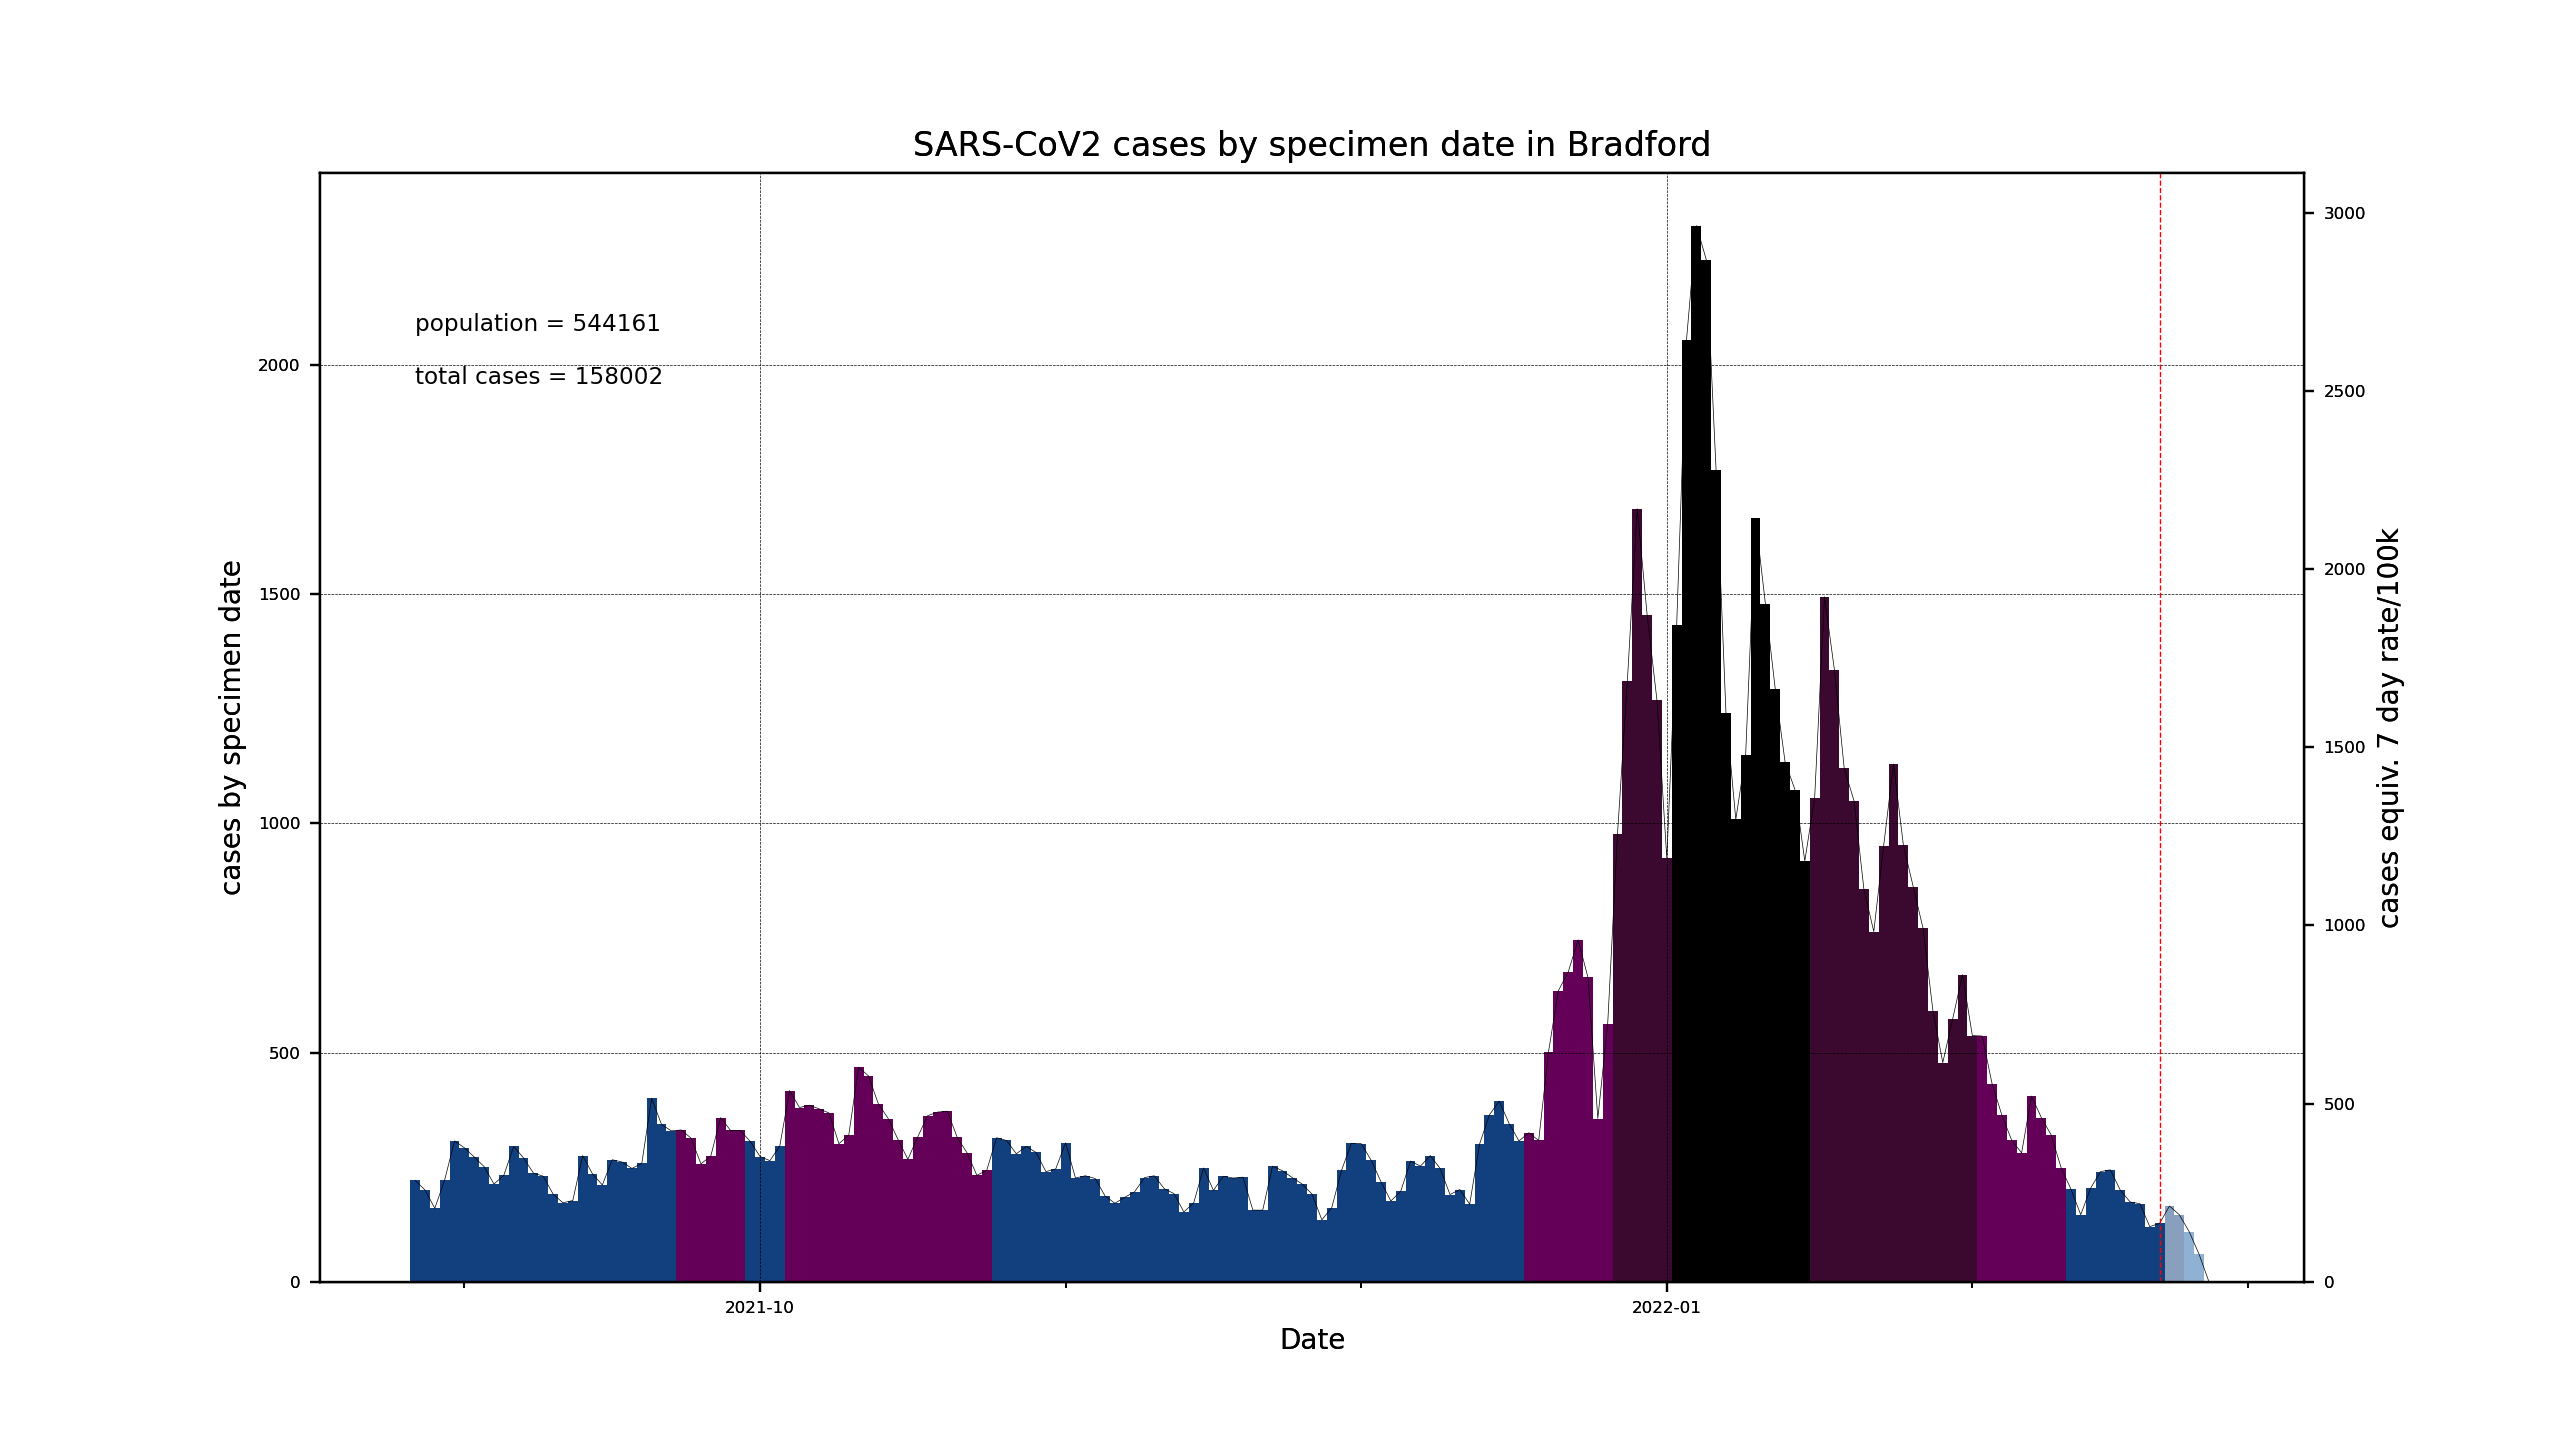 SARS-CoV2 cases by specimen date in Bradford
population = 544161
total cases = 158002
cases by specimen date
2000
1500
1000
500
0
3000
2500
2000
1500
1000
500
0
cases equiv. 7 day rate/100k
2021-10
2022-01
Date